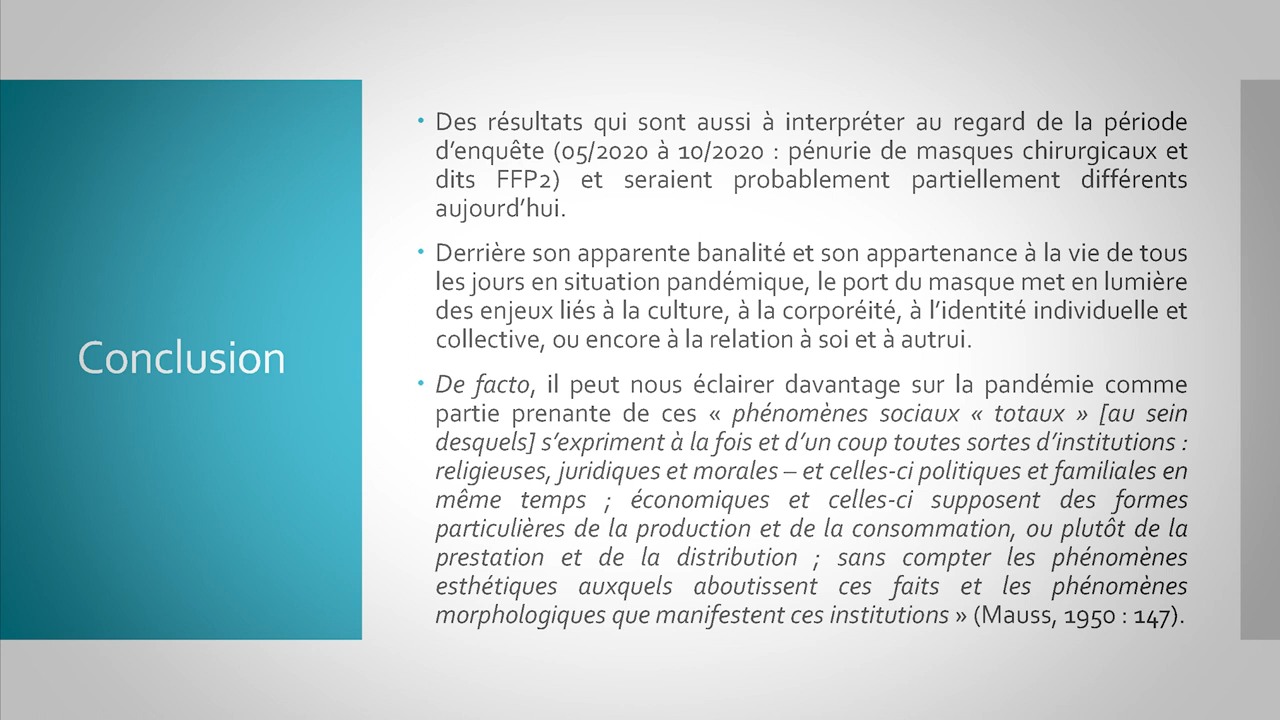 Conclusion
• Des résultats qui sont aussi à interpréter au regard de la période
d’enquête (05/2020 à 10/2020 : pénurie de masques chirurgicaux et
dits FFP2) et seraient probablement partiellement différents
aujourd’hui.
• Derrière son apparente banalité et son appartenance à la vie de tous
les jours en situation pandémique, le port du masque met en lumière
des enjeux liés à la culture, à la corporéité, à l’identité individuelle et
collective, ou encore à la relation à soi et à autrui.
• De facto, il peut nous éclairer davantage sur la pandémie comme
partie prenante de ces « phénomènes sociaux « totaux » [au sein
desquels] s’expriment à la fois et d’un coup toutes sortes d’institutions :
religieuses, juridiques et morales – et celles-ci politiques et familiales en
même temps ; économiques et celles-ci supposent des formes
particulières de la production et de la consommation, ou plutôt de la
prestation et de la distribution ; sans compter les phénomènes
esthétiques auxquels aboutissent ces faits et les phénomènes
morphologiques que manifestent ces institutions » (Mauss, 1950 : 147).